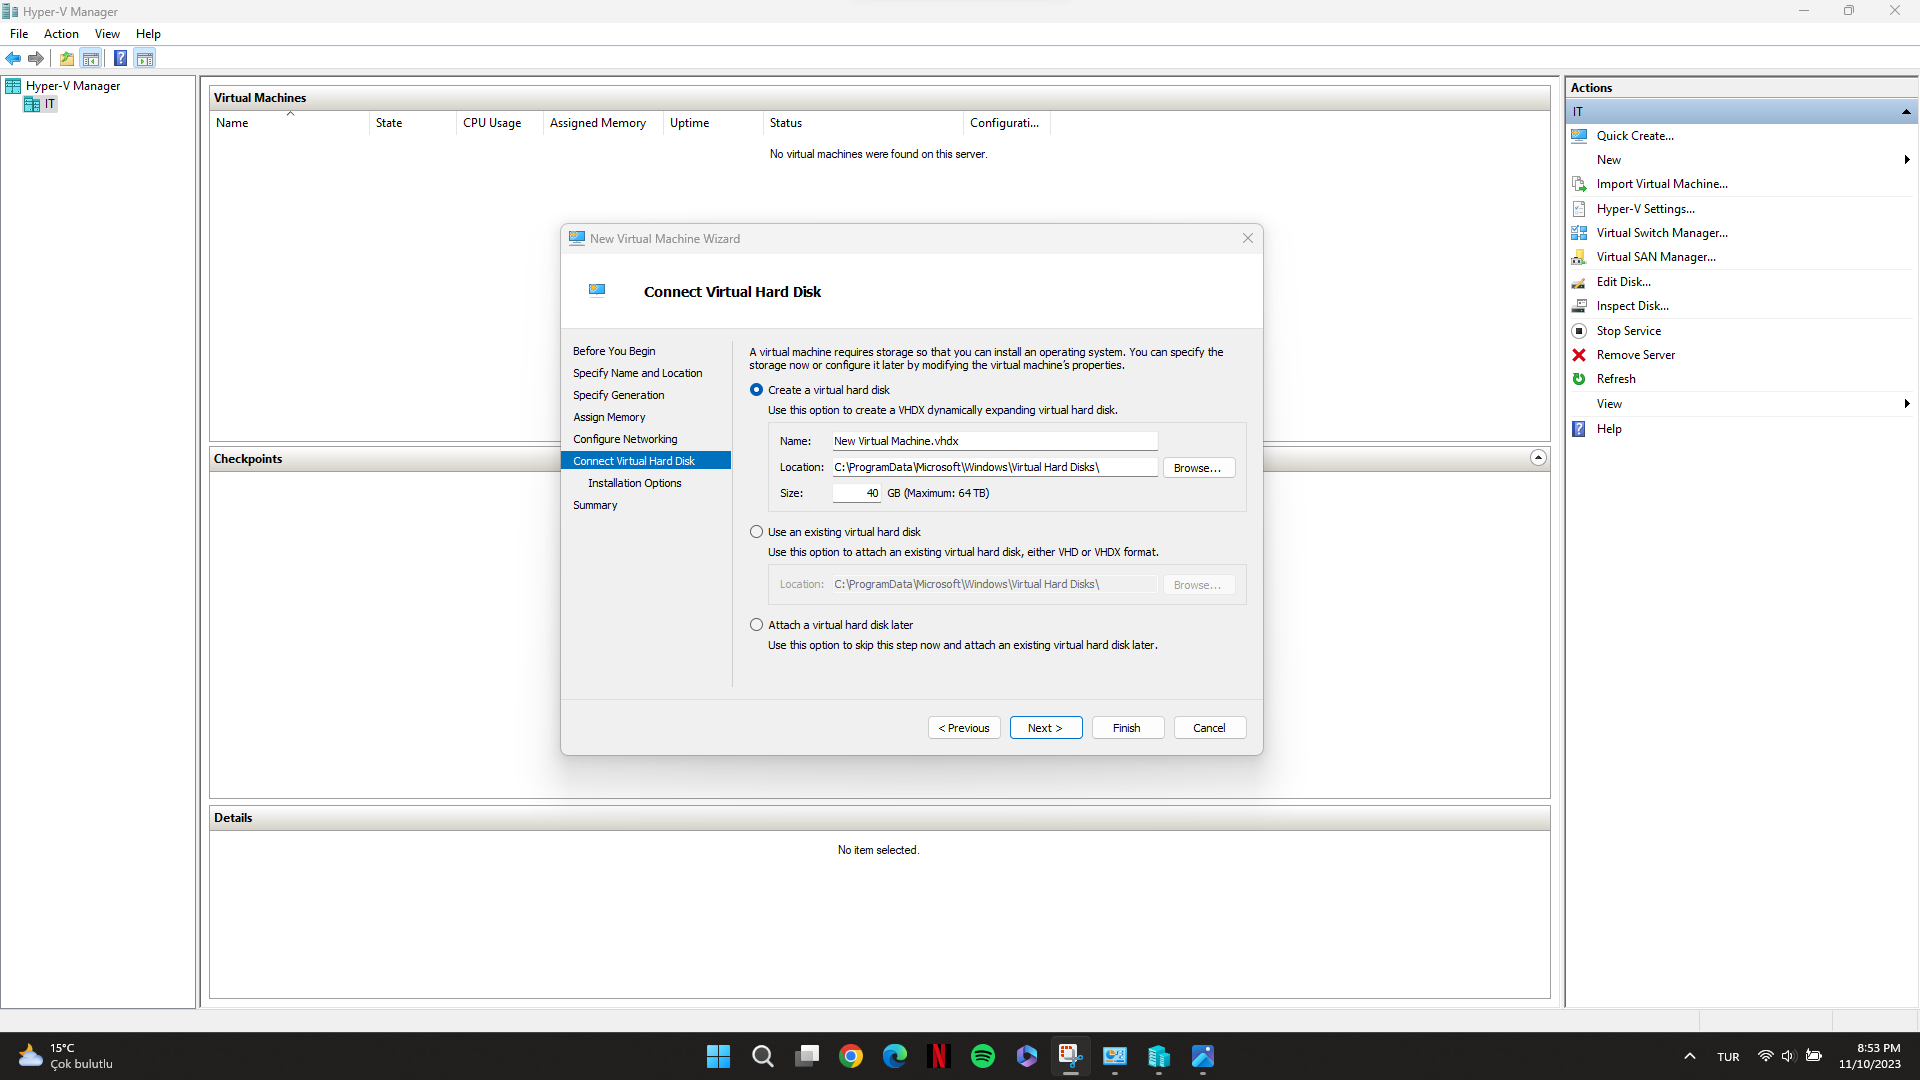 Hyper-V Manager
File Action View Help
Hyper-V Manager
IT
Virtual Machines
Name State CPU Usage Assigned Memory Uptime Status Configurati...
No virtual machines were found on this server.
New Virtual Machine Wizard
Connect Virtual Hard Disk
Before You Begin
Specify Name and Location
Specify Generation
Assign Memory
Configure Networking
Connect Virtual Hard Disk
Installation Options
Summary
A virtual machine requires storage so that you can install an operating system. You can specify the
storage now or configure it later by modifying the virtual machine's properties.
Create a virtual hard disk
Use this option to create a VHDX dynamically expanding virtual hard disk.
Name: New Virtual Machine.vhdx
Location: C:\ProgramData\Microsoft\Windows\Virtual Hard Disks\ Browse...
Size: 40 GB (Maximum: 64 TB)
Use an existing virtual hard disk
Use this option to attach an existing virtual hard disk, either VHD or VHDX format.
Location: C:\ProgramData\Microsoft\Windows\Virtual Hard Disks\ Browse...
Attach a virtual hard disk later
Use this option to skip this step now and attach an existing virtual hard disk later.
< Previous Next > Finish Cancel
Checkpoints
Details
No item selected.
Actions
IT
Quick Create...
New
Import Virtual Machine...
Hyper-V Settings...
Virtual Switch Manager...
Virtual SAN Manager...
Edit Disk...
Inspect Disk...
Stop Service
Remove Server
Refresh
View
Help
15°C
Çok bulutlu
TUR
8:53 PM
11/10/2023